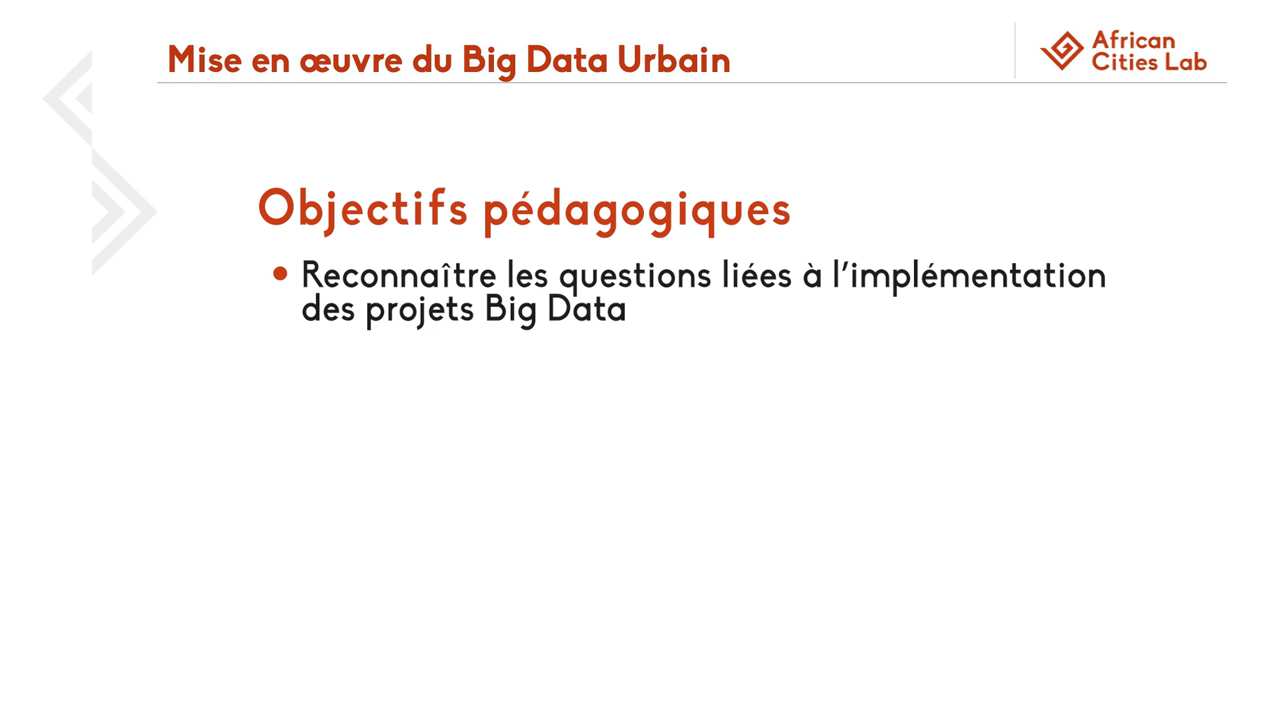 Mise en œuvre du Big Data Urbain
African
Cities Lab
Objectifs pédagogiques
• Reconnaître les questions liées à l’implémentation
des projets Big Data